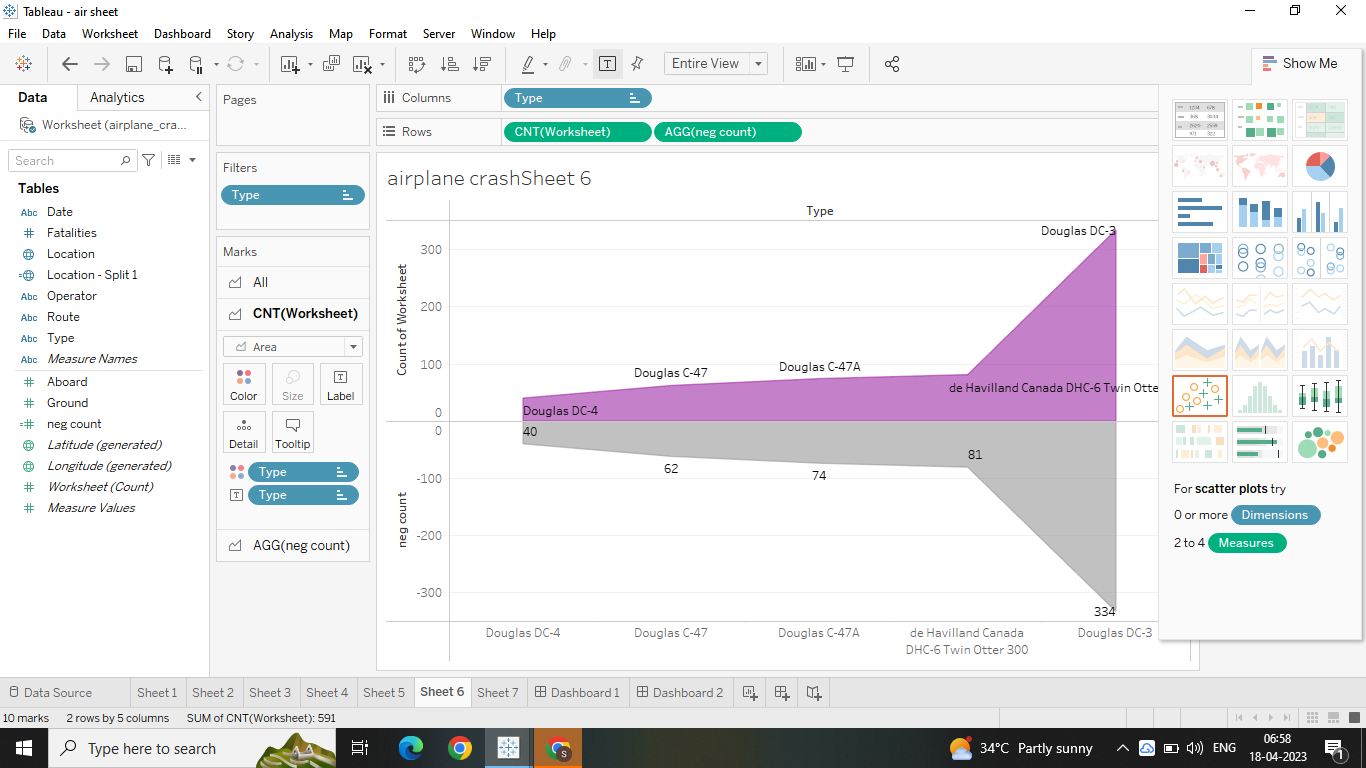 Tableau - air sheet
File Data Worksheet Dashboard Story Analysis Map Format Server Window Help
Entire View
Show Me
Data Analytics
Worksheet (airplane_cra...
Search
Tables
Abc Date
Fatalities
Location
Location - Split 1
Abc Operator
Abc Route
Abc Type
Abc Measure Names
Aboard
Ground
neg count
Latitude (generated)
Longitude (generated)
Worksheet (Count)
Measure Values
Pages
Filters
Type
Marks
All
CNT(Worksheet)
Area
Color Size Label
Detail Tooltip
Type
Type
AGG(neg count)
Columns Type
Rows CNT(Worksheet) AGG(neg count)
airplane crashSheet 6
Type
Count of Worksheet
300
200
100
0
neg count
0
-100
-200
-300
Douglas DC-4
Douglas C-47
Douglas C-47A
de Havilland Canada DHC-6 Twin Otte
Douglas DC-3
40
62
74
81
334
Douglas DC-4 Douglas C-47 Douglas C-47A de Havilland Canada Douglas DC-3
DHC-6 Twin Otter 300
For scatter plots try
0 or more Dimensions
2 to 4 Measures
Data Source Sheet 1 Sheet 2 Sheet 3 Sheet 4 Sheet 5 Sheet 6 Sheet 7 Dashboard 1 Dashboard 2
10 marks 2 rows by 5 columns SUM of CNT(Worksheet): 591
Type here to search
34°C Partly sunny
ENG
06:58
18-04-2023
1